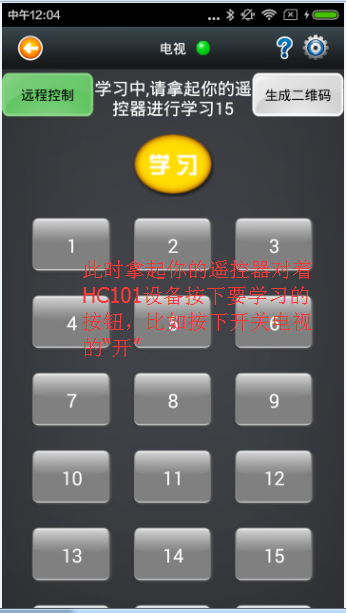 中午12:04
...
电视
?
远程控制
学习中,请拿起你的遥
控器进行学习15
生成二维码
学习
1 2 3
此时拿起你的遥控器对着
HC101设备按下要学习的
4 5 6
按钮，比如按下开关电视
的“开”
7 8 9
10 11 12
13 14 15